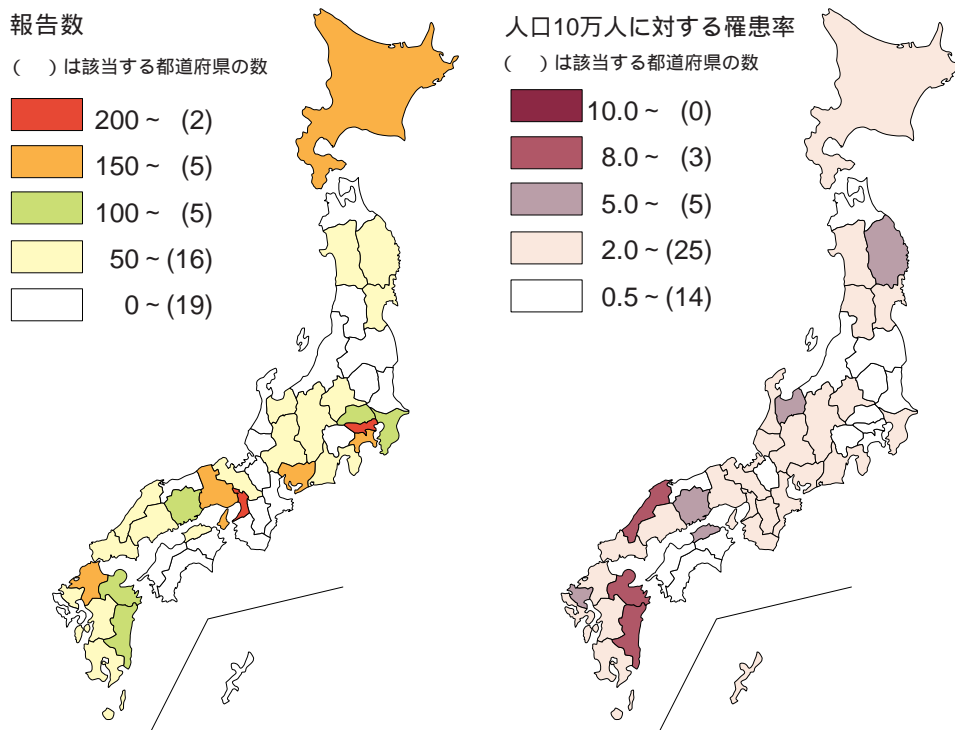 報告数
(　)は該当する都道府県の数
200～ (2)
150～ (5)
100～ (5)
50～(16)
0～(19)
人口10万人に対する罹患率
(　)は該当する都道府県の数
10.0～ (0)
8.0～ (3)
5.0～ (5)
2.0～(25)
0.5～(14)